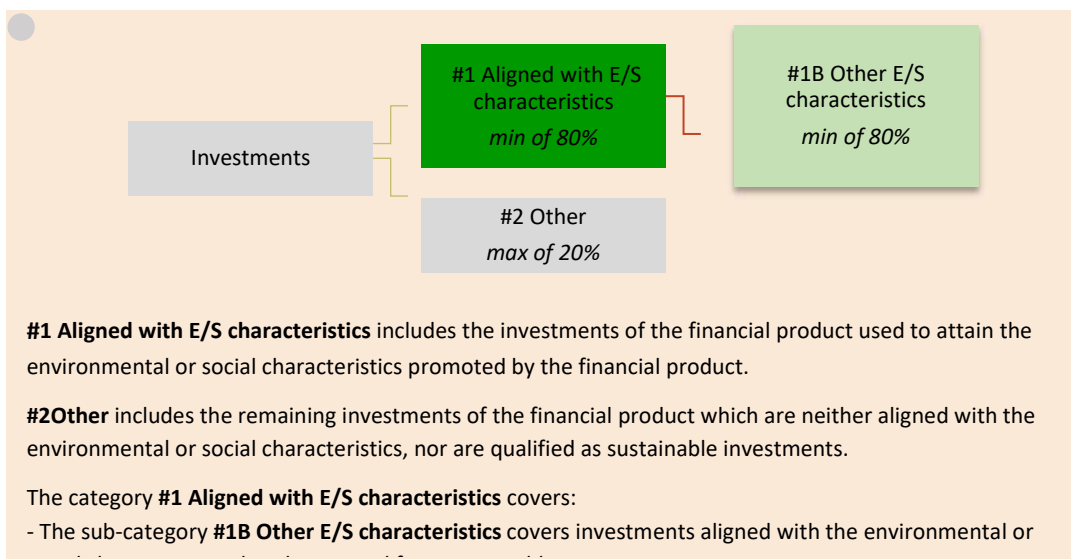 #1 Aligned with E/S
characteristics
min of 80%
#1B Other E/S
characteristics
min of 80%
Investments
#2 Other
max of 20%
#1 Aligned with E/S characteristics includes the investments of the financial product used to attain the
environmental or social characteristics promoted by the financial product.
#2Other includes the remaining investments of the financial product which are neither aligned with the
environmental or social characteristics, nor are qualified as sustainable investments.
The category #1 Aligned with E/S characteristics covers:
- The sub-category #1B Other E/S characteristics covers investments aligned with the environmental or